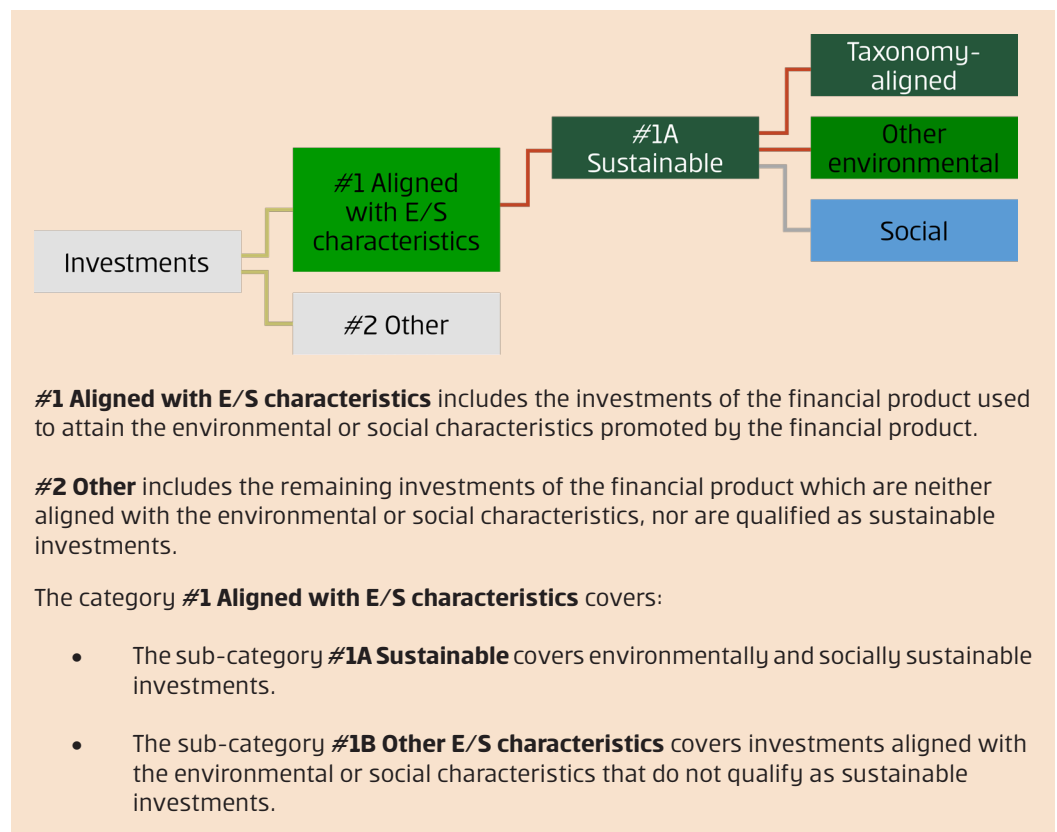 Taxonomy-
aligned
#1A
Sustainable
Other
environmental
#1 Aligned
with E/S
characteristics
Social
Investments
#2 Other
#1 Aligned with E/S characteristics includes the investments of the financial product used
to attain the environmental or social characteristics promoted by the financial product.
#2 Other includes the remaining investments of the financial product which are neither
aligned with the environmental or social characteristics, nor are qualified as sustainable
investments.
The category #1 Aligned with E/S characteristics covers:
• The sub-category #1A Sustainable covers environmentally and socially sustainable
investments.
• The sub-category #1B Other E/S characteristics covers investments aligned with
the environmental or social characteristics that do not qualify as sustainable
investments.